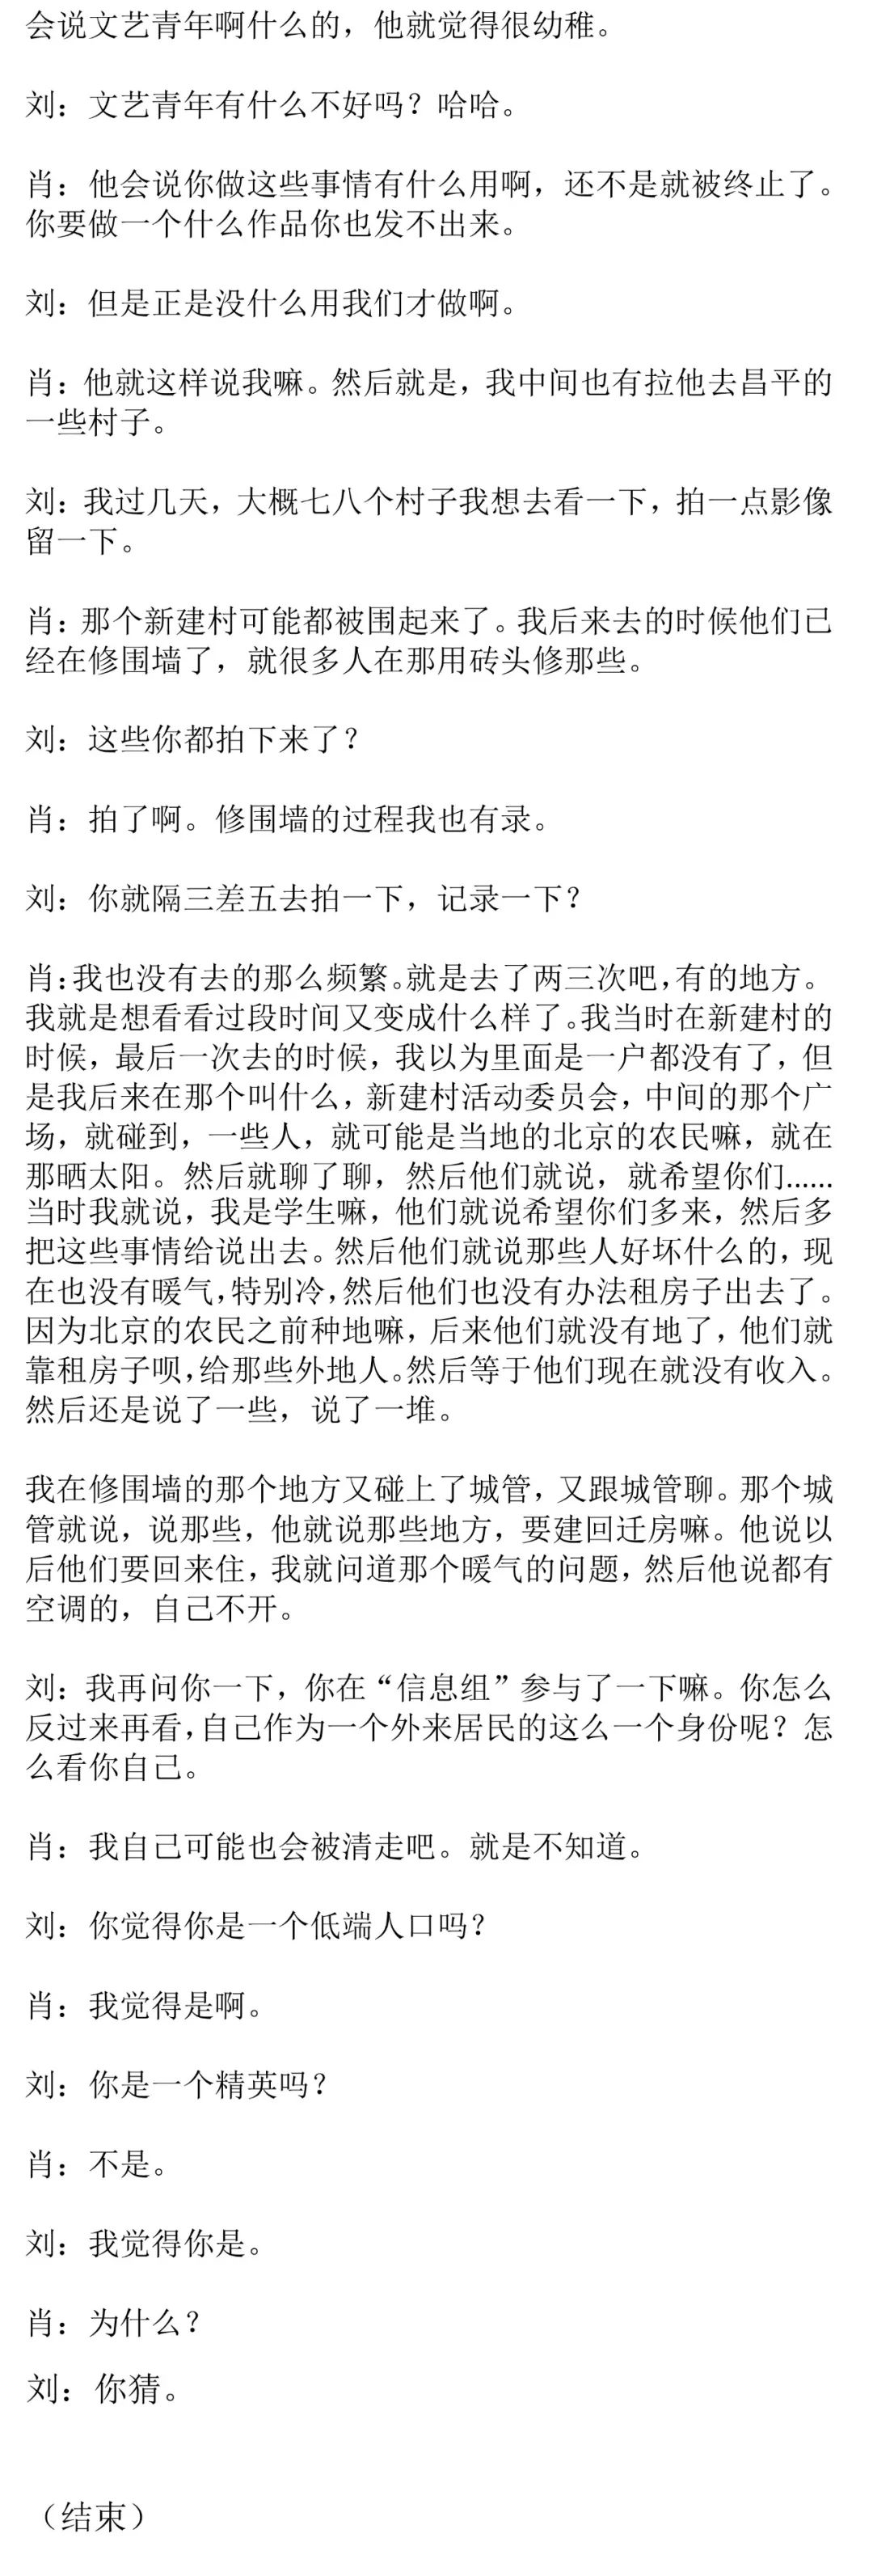 会说文艺青年啊什么的，他就觉得很幼稚。
刘：文艺青年有什么不好吗？哈哈。
肖：他会说你做这些事情有什么用啊，还不是就被终止了。
你要做一个什么作品你也发不出来。
刘：但是正是没什么用我们才做啊。
肖：他就这样说我嘛。然后就是，我中间也有拉他去昌平的
一些村子。
刘：我过几天，大概七八个村子我想去看一下，拍一点影像
留一下。
肖：那个新建村可能都被围起来了。我后来去的时候他们已
经在修围墙了，就很多人在那用砖头修那些。
刘：这些你都拍下来了？
肖：拍了啊。修围墙的过程我也有录。
刘：你就隔三差五去拍一下，记录一下？
肖：我也没有去的那么频繁。就是去了两三次吧，有的地方。
我就是想看看过段时间又变成什么样了。我当时在新建村的
时候，最后一次去的时候，我以为里面是一户都没有了，但
是我后来在那个叫什么，新建村活动委员会，中间的那个广
场，就碰到，一些人，就可能是当地的北京的农民嘛，就在
那晒太阳。然后就聊了聊，然后他们就说，就希望你们……
当时我就说，我是学生嘛，他们就说希望你们多来，然后多
把这些事情给说出去。然后他们就说那些人好坏什么的，现
在也没有暖气，特别冷，然后他们也没有办法租房子出去了。
因为北京的农民之前种地嘛，后来他们就没有地了，他们就
靠租房子呗，给那些外地人。然后等于他们现在就没有收入。
然后还是说了一些，说了一堆。
我在修围墙的那个地方又碰上了城管，又跟城管聊。那个城
管就说，说那些，他就说那些地方，要建回迁房嘛。他说以
后他们要回来住，我就问道那个暖气的问题，然后他说都有
空调的，自己不开。
刘：我再问你一下，你在“信息组”参与了一下嘛。你怎么
反过来再看，自己作为一个外来居民的这么一个身份呢？怎
么看你自己。
肖：我自己可能也会被清走吧。就是不知道。
刘：你觉得你是一个低端人口吗？
肖：我觉得是啊。
刘：你是一个精英吗？
肖：不是。
刘：我觉得你是。
肖：为什么？
刘：你猜。
（结束）